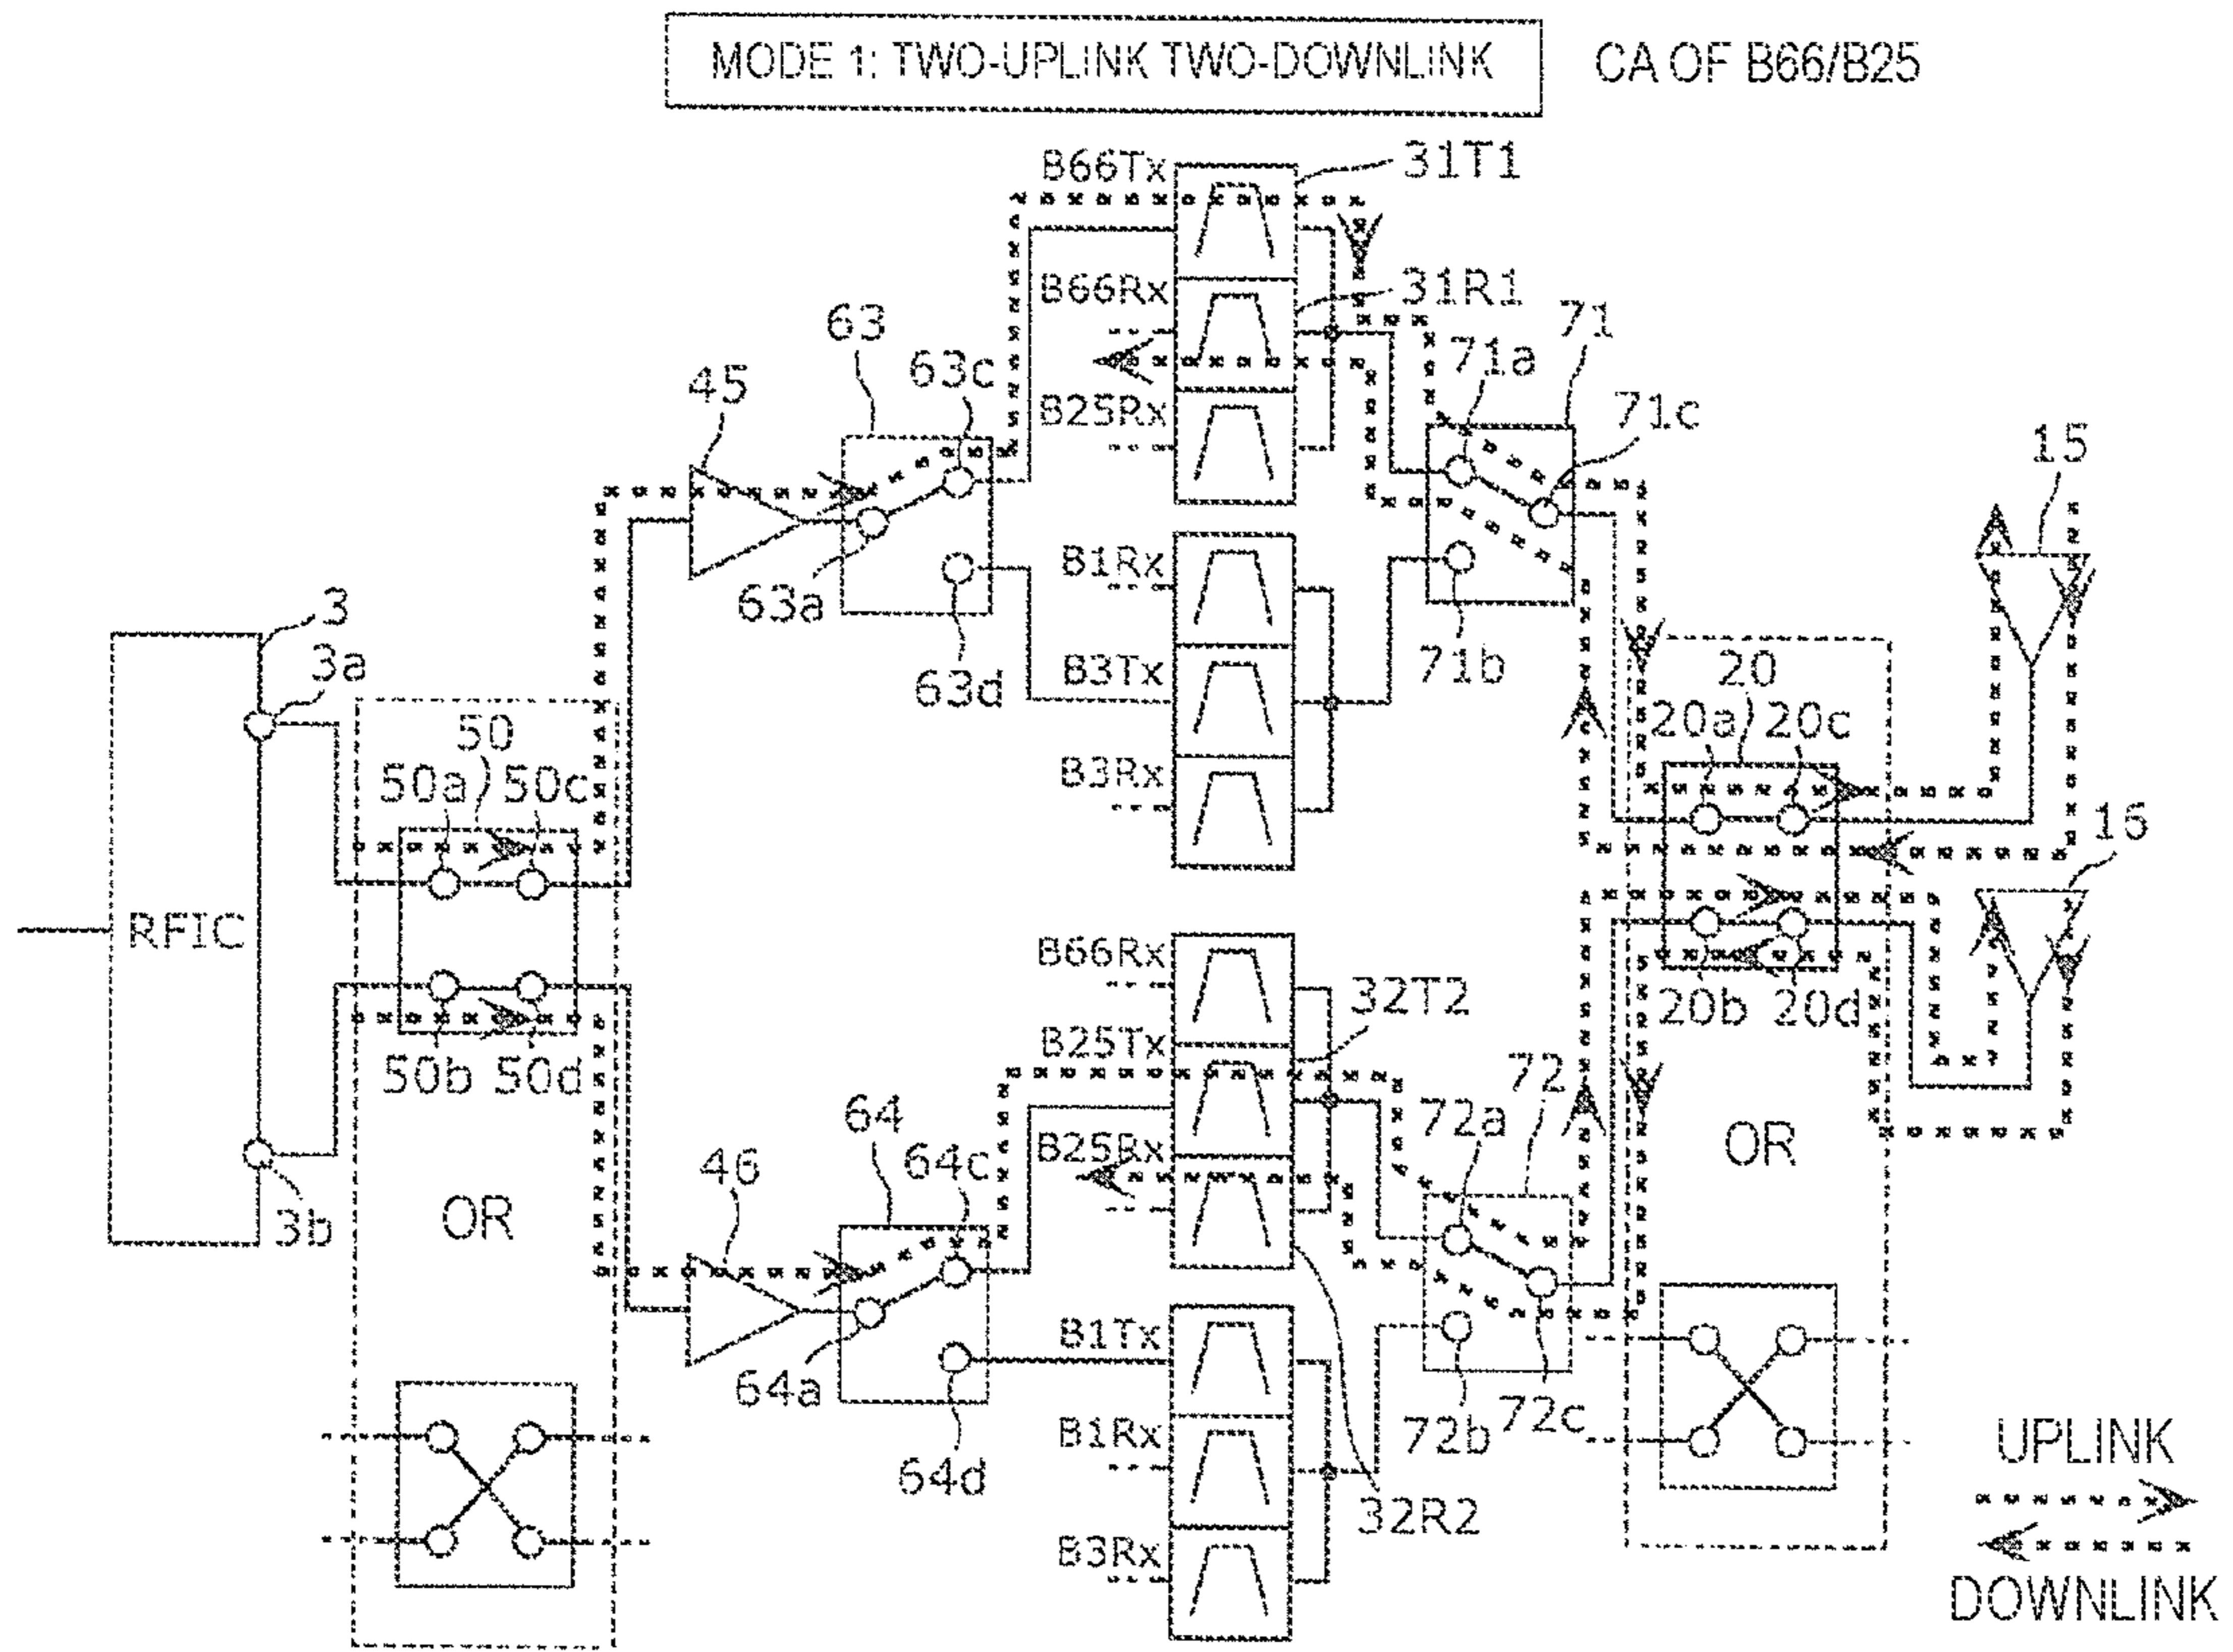 MODE 1: TWO-UPLINK TWO-DOWNLINK
CA OF B66/B25
B66Tx
31T1
B66Rx
31R1
63
63c
71
71a
45
B25Rx
71c
15
B1Rx
63a
3
3a
63d
B3Tx
71b
20
20a
20c
50
50a
50c
B3Rx
16
RFIC
B66Rx
32T2
20b
20d
50b
50d
B25Tx
72
64
72a
OR
46
64c
B25Rx
3b
OR
B1Tx
64a
72b
72c
B1Rx
64d
UPLINK
32R2
B3Rx
DOWNLINK